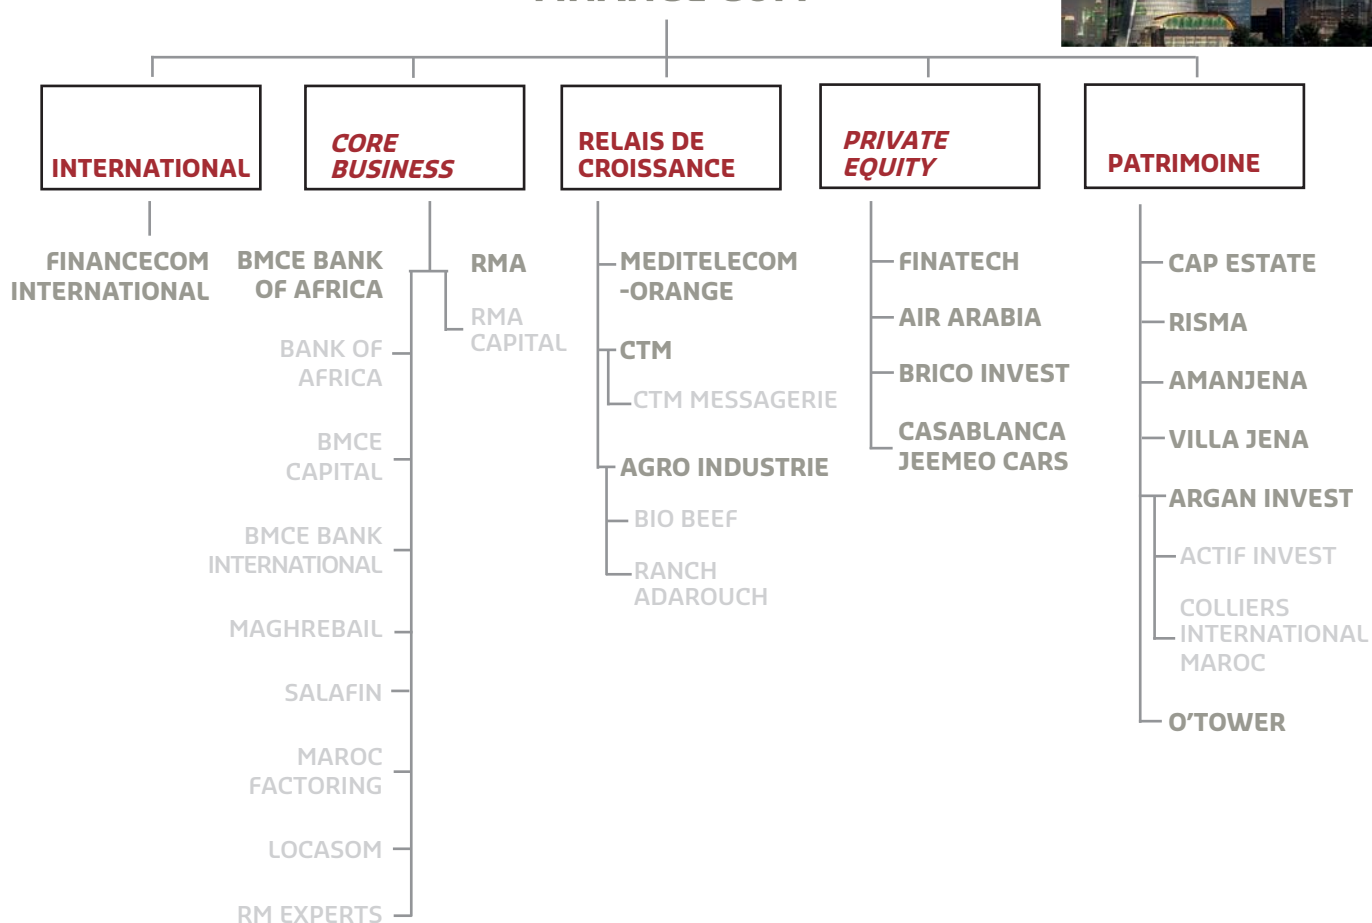 INTERNATIONAL
CORE
BUSINESS
RELAIS DE
CROISSANCE
PRIVATE
EQUITY
PATRIMOINE
FINANCECOM
INTERNATIONAL
BMCE BANK
OF AFRICA
BANK OF
AFRICA
BMCE
CAPITAL
BMCE BANK
INTERNATIONAL
MAGHREBAIL
SALAFIN
MAROC
FACTORING
LOCASOM
RM EXPERTS
RMA
RMA
CAPITAL
MEDITELECOM
-ORANGE
CTM
CTM MESSAGERIE
AGRO INDUSTRIE
BIO BEEF
RANCH
ADAROUCH
FINATECH
AIR ARABIA
BRICO INVEST
CASABLANCA
JEEMEO CARS
CAP ESTATE
RISMA
AMANJENA
VILLA JENA
ARGAN INVEST
ACTIF INVEST
COLLIERS
INTERNATIONAL
MAROC
O'TOWER